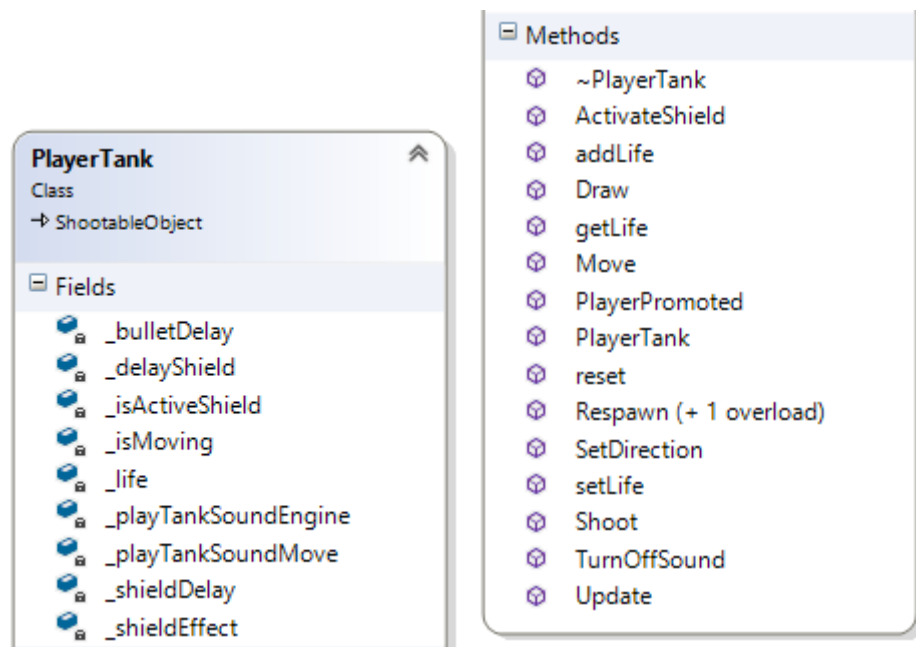 PlayerTank
Class
ShootableObject
Fields
_bulletDelay
_delayShield
_isActiveShield
_isMoving
_life
_playTankSoundEngine
_playTankSoundMove
_shieldDelay
_shieldEffect
Methods
~PlayerTank
ActivateShield
addLife
Draw
getLife
Move
PlayerPromoted
PlayerTank
reset
Respawn (+ 1 overload)
SetDirection
setLife
Shoot
TurnOffSound
Update